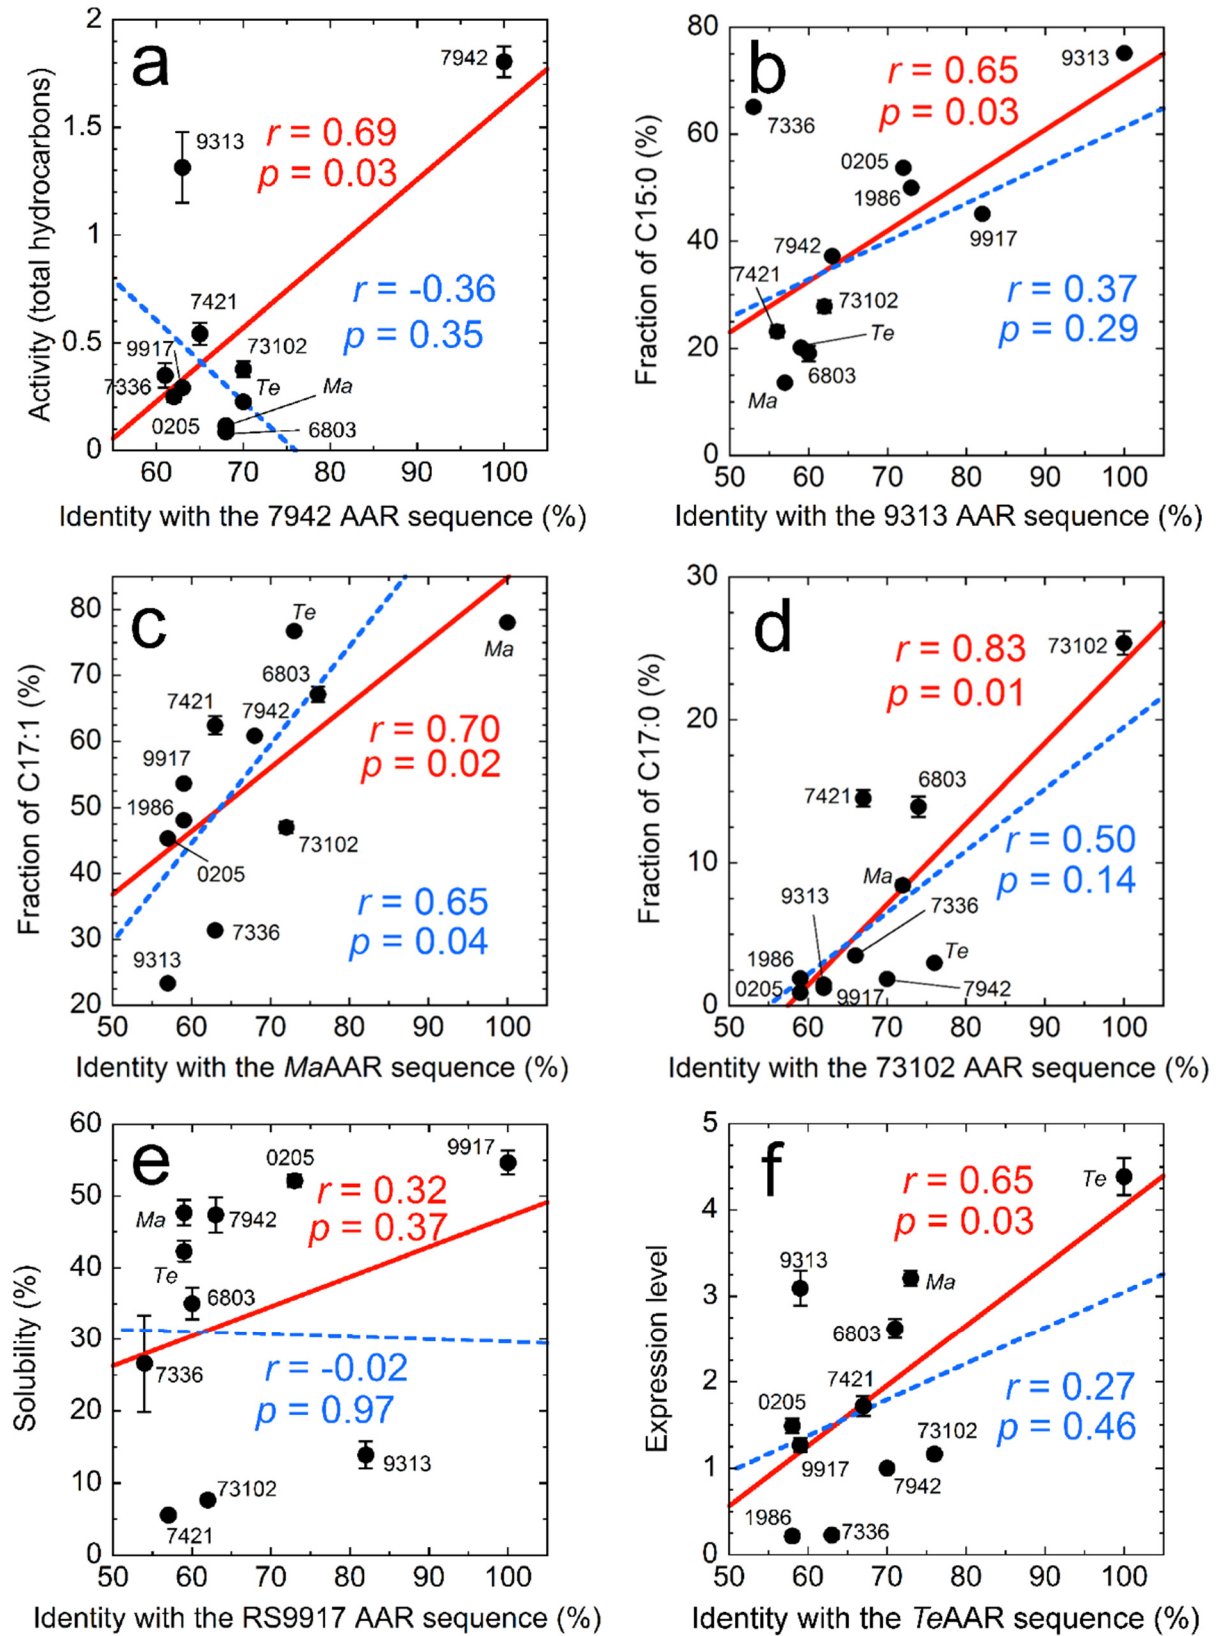 a
Activity (total hydrocarbons)
2
1.5
1
0.5
0
60 70 80 90 100
Identity with the 7942 AAR sequence (%)
7942
9313
r = 0.69
p = 0.03
r = -0.36
p = 0.35
7421
9917
73102
7336
Te
Ma
0205
6803
b
Fraction of C15:0 (%)
80
60
40
20
0
50 60 70 80 90 100
Identity with the 9313 AAR sequence (%)
r = 0.65
p = 0.03
9313
7336
0205
1986
9917
7942
7421
73102
Te
6803
Ma
r = 0.37
p = 0.29
c
Fraction of C17:1 (%)
80
70
60
50
40
30
20
50 60 70 80 90 100
Identity with the MaAAR sequence (%)
Te
Ma
6803
7421
7942
r = 0.70
p = 0.02
9917
1986
73102
0205
r = 0.65
p = 0.04
7336
9313
d
Fraction of C17:0 (%)
30
20
10
0
50 60 70 80 90 100
Identity with the 73102 AAR sequence (%)
r = 0.83
p = 0.01
73102
7421
6803
r = 0.50
p = 0.14
Ma
9313
7336
1986
Te
0205
9917
7942
e
Solubility (%)
60
50
40
30
20
10
0
50 60 70 80 90 100
Identity with the RS9917 AAR sequence (%)
9917
0205
r = 0.32
p = 0.37
Ma
7942
Te
6803
7336
r = -0.02
p = 0.97
9313
73102
7421
f
Expression level
5
4
3
2
1
0
50 60 70 80 90 100
Identity with the TeAAR sequence (%)
r = 0.65
p = 0.03
Te
9313
Ma
6803
7421
r = 0.27
p = 0.46
0205
73102
9917
7942
1986
7336